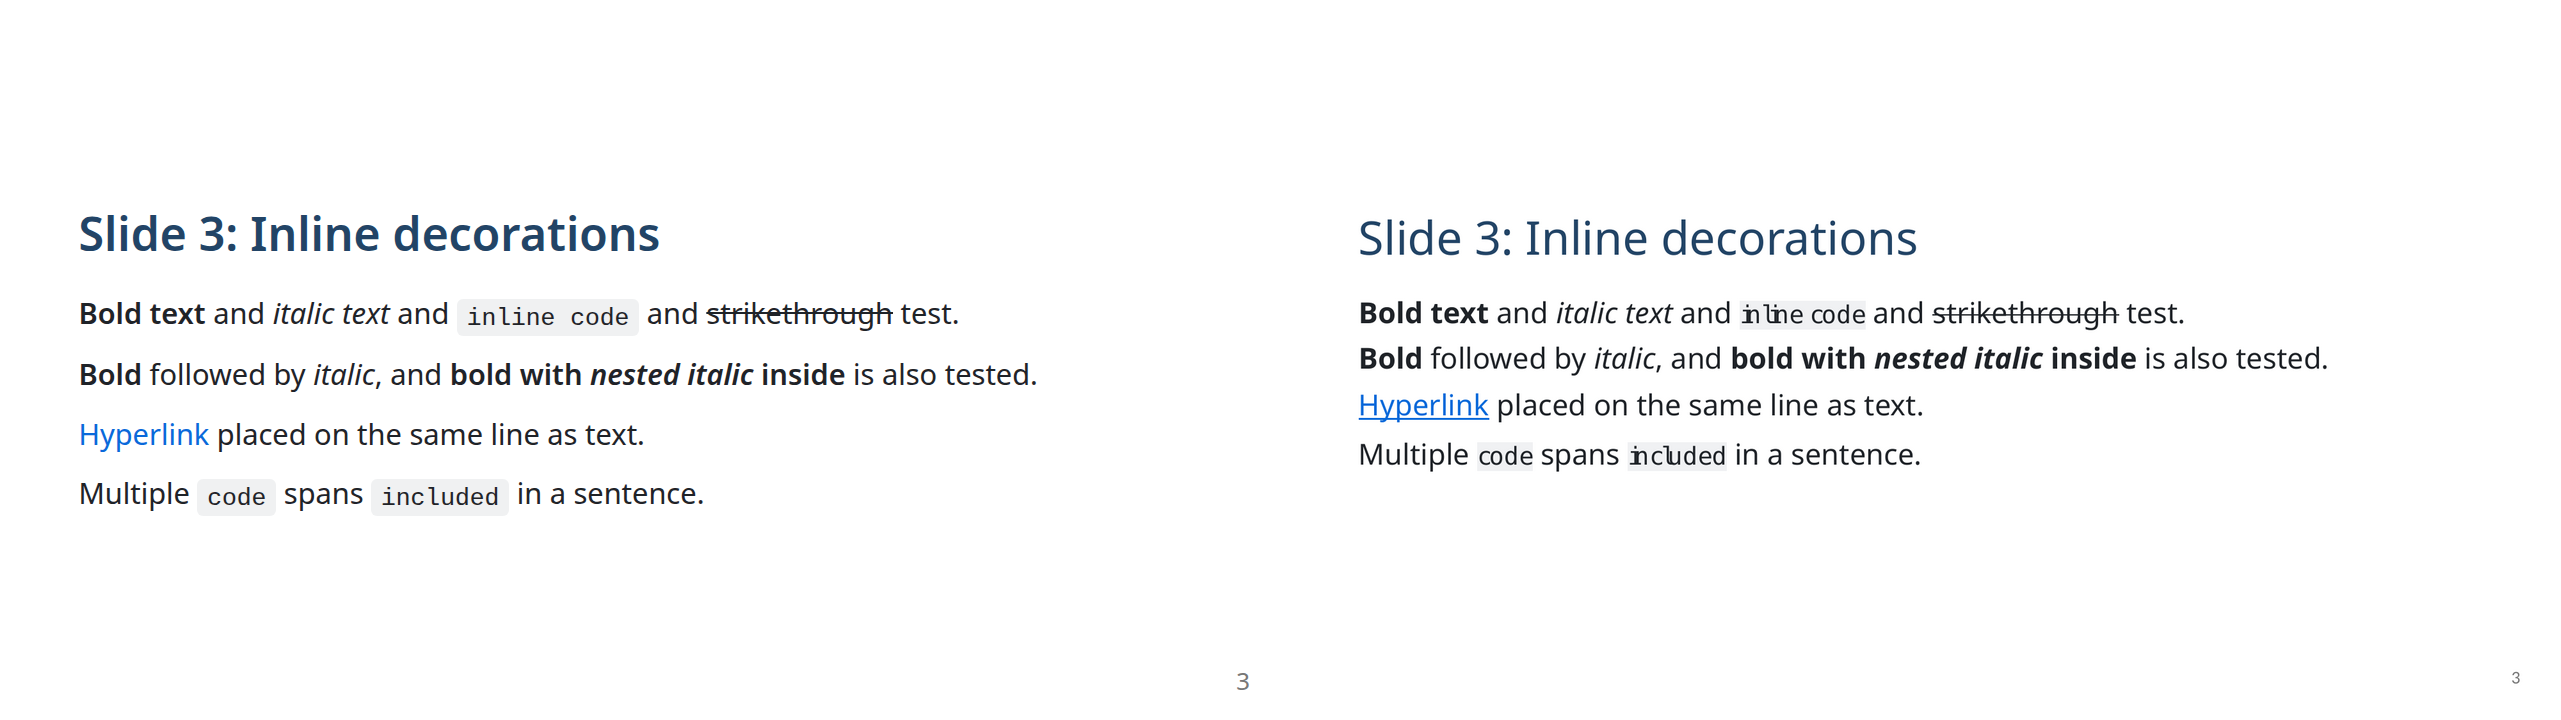 Slide 3: Inline decorations
Bold text and italic text and inline code and strikethrough test.
Bold followed by italic, and bold with nested italic inside is also tested.
Hyperlink placed on the same line as text.
Multiple code spans included in a sentence.
3
Slide 3: Inline decorations
Bold text and italic text and inline code and strikethrough test.
Bold followed by italic, and bold with nested italic inside is also tested.
Hyperlink placed on the same line as text.
Multiple code spans included in a sentence.
3